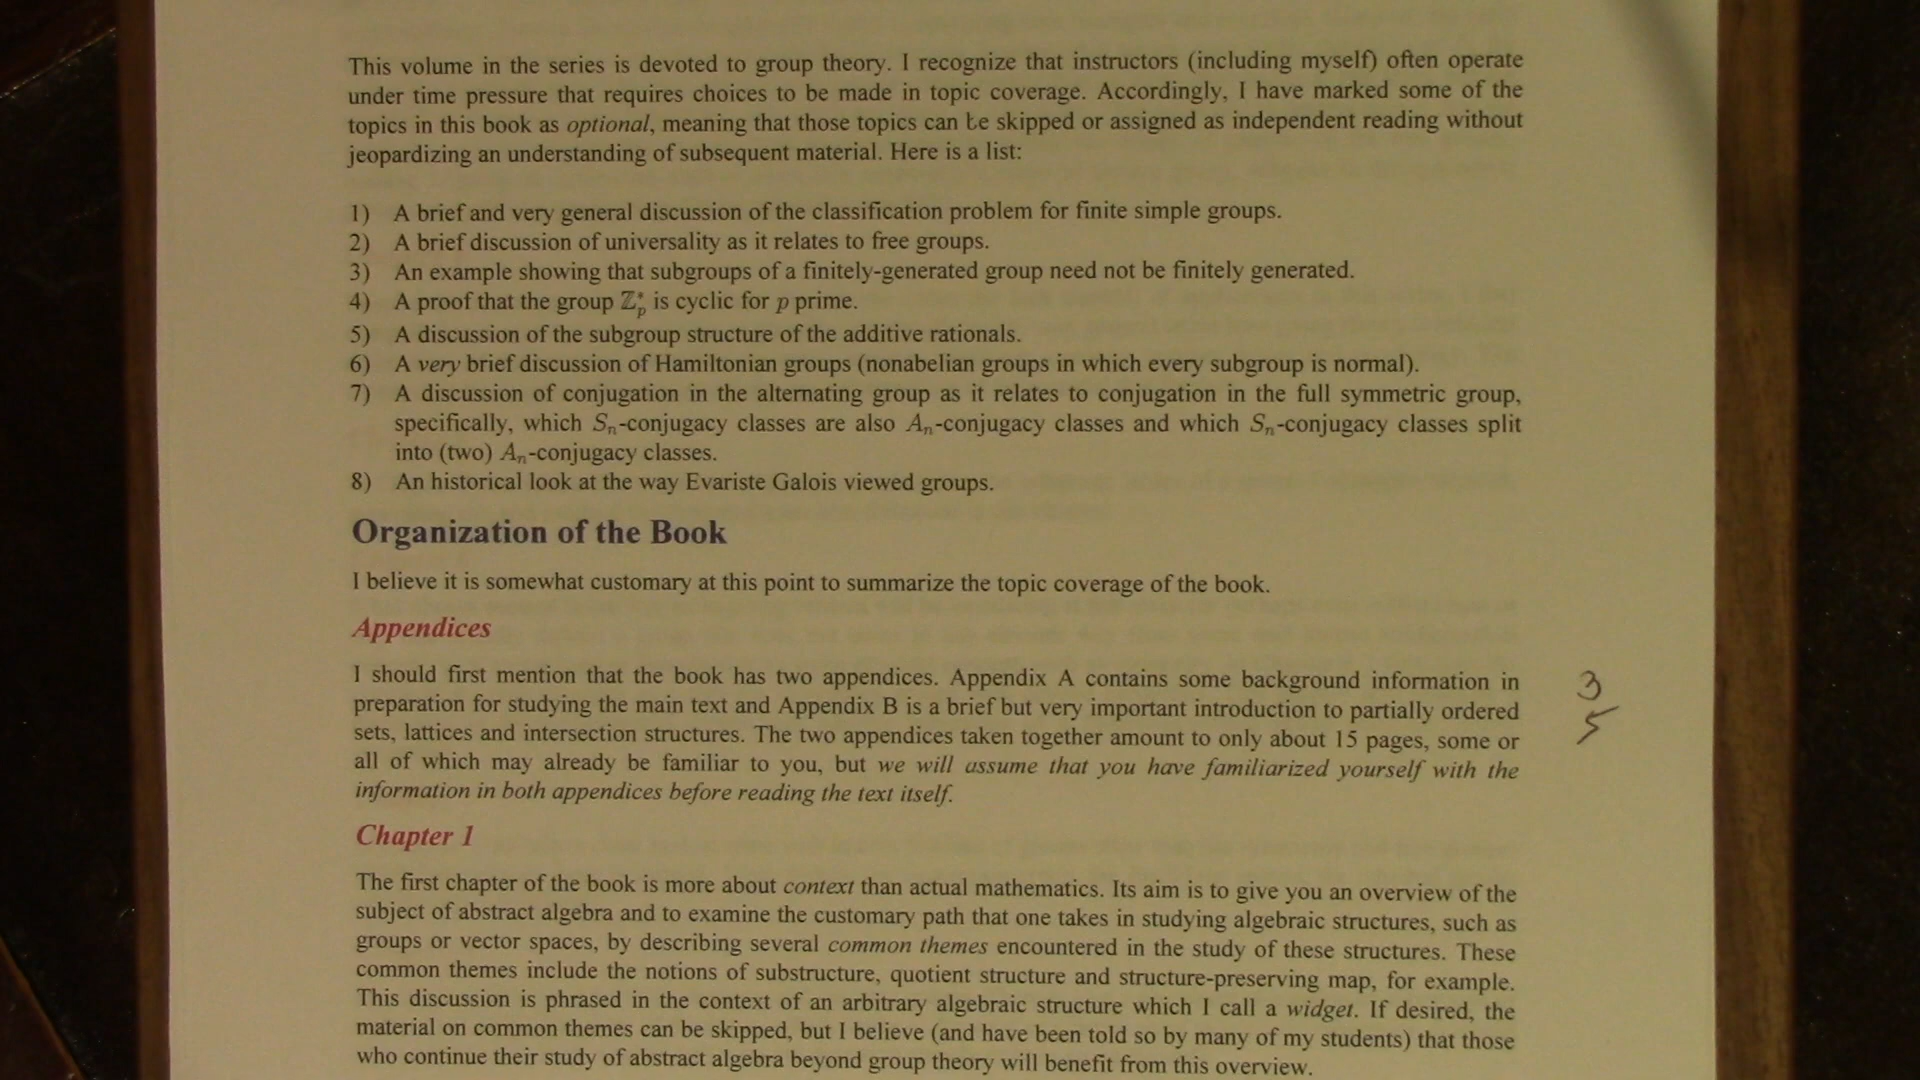 This volume in the series is devoted to group theory. I recognize that instructors (including myself) often operate
under time pressure that requires choices to be made in topic coverage. Accordingly, I have marked some of the
topics in this book as optional, meaning that those topics can be skipped or assigned as independent reading without
jeopardizing an understanding of subsequent material. Here is a list:
1) A brief and very general discussion of the classification problem for finite simple groups.
2) A brief discussion of universality as it relates to free groups.
3) An example showing that subgroups of a finitely-generated group need not be finitely generated.
4) A proof that the group ℤ*ₚ is cyclic for p prime.
5) A discussion of the subgroup structure of the additive rationals.
6) A very brief discussion of Hamiltonian groups (nonabelian groups in which every subgroup is normal).
7) A discussion of conjugation in the alternating group as it relates to conjugation in the full symmetric group,
specifically, which Sₙ-conjugacy classes are also Aₙ-conjugacy classes and which Sₙ-conjugacy classes split
into (two) Aₙ-conjugacy classes.
8) An historical look at the way Evariste Galois viewed groups.
Organization of the Book
I believe it is somewhat customary at this point to summarize the topic coverage of the book.
Appendices
I should first mention that the book has two appendices. Appendix A contains some background information in
preparation for studying the main text and Appendix B is a brief but very important introduction to partially ordered
sets, lattices and intersection structures. The two appendices taken together amount to only about 15 pages, some or
all of which may already be familiar to you, but we will assume that you have familiarized yourself with the
information in both appendices before reading the text itself.
3
5
Chapter 1
The first chapter of the book is more about context than actual mathematics. Its aim is to give you an overview of the
subject of abstract algebra and to examine the customary path that one takes in studying algebraic structures, such as
groups or vector spaces, by describing several common themes encountered in the study of these structures. These
common themes include the notions of substructure, quotient structure and structure-preserving map, for example.
This discussion is phrased in the context of an arbitrary algebraic structure which I call a widget. If desired, the
material on common themes can be skipped, but I believe (and have been told so by many of my students) that those
who continue their study of abstract algebra beyond group theory will benefit from this overview.